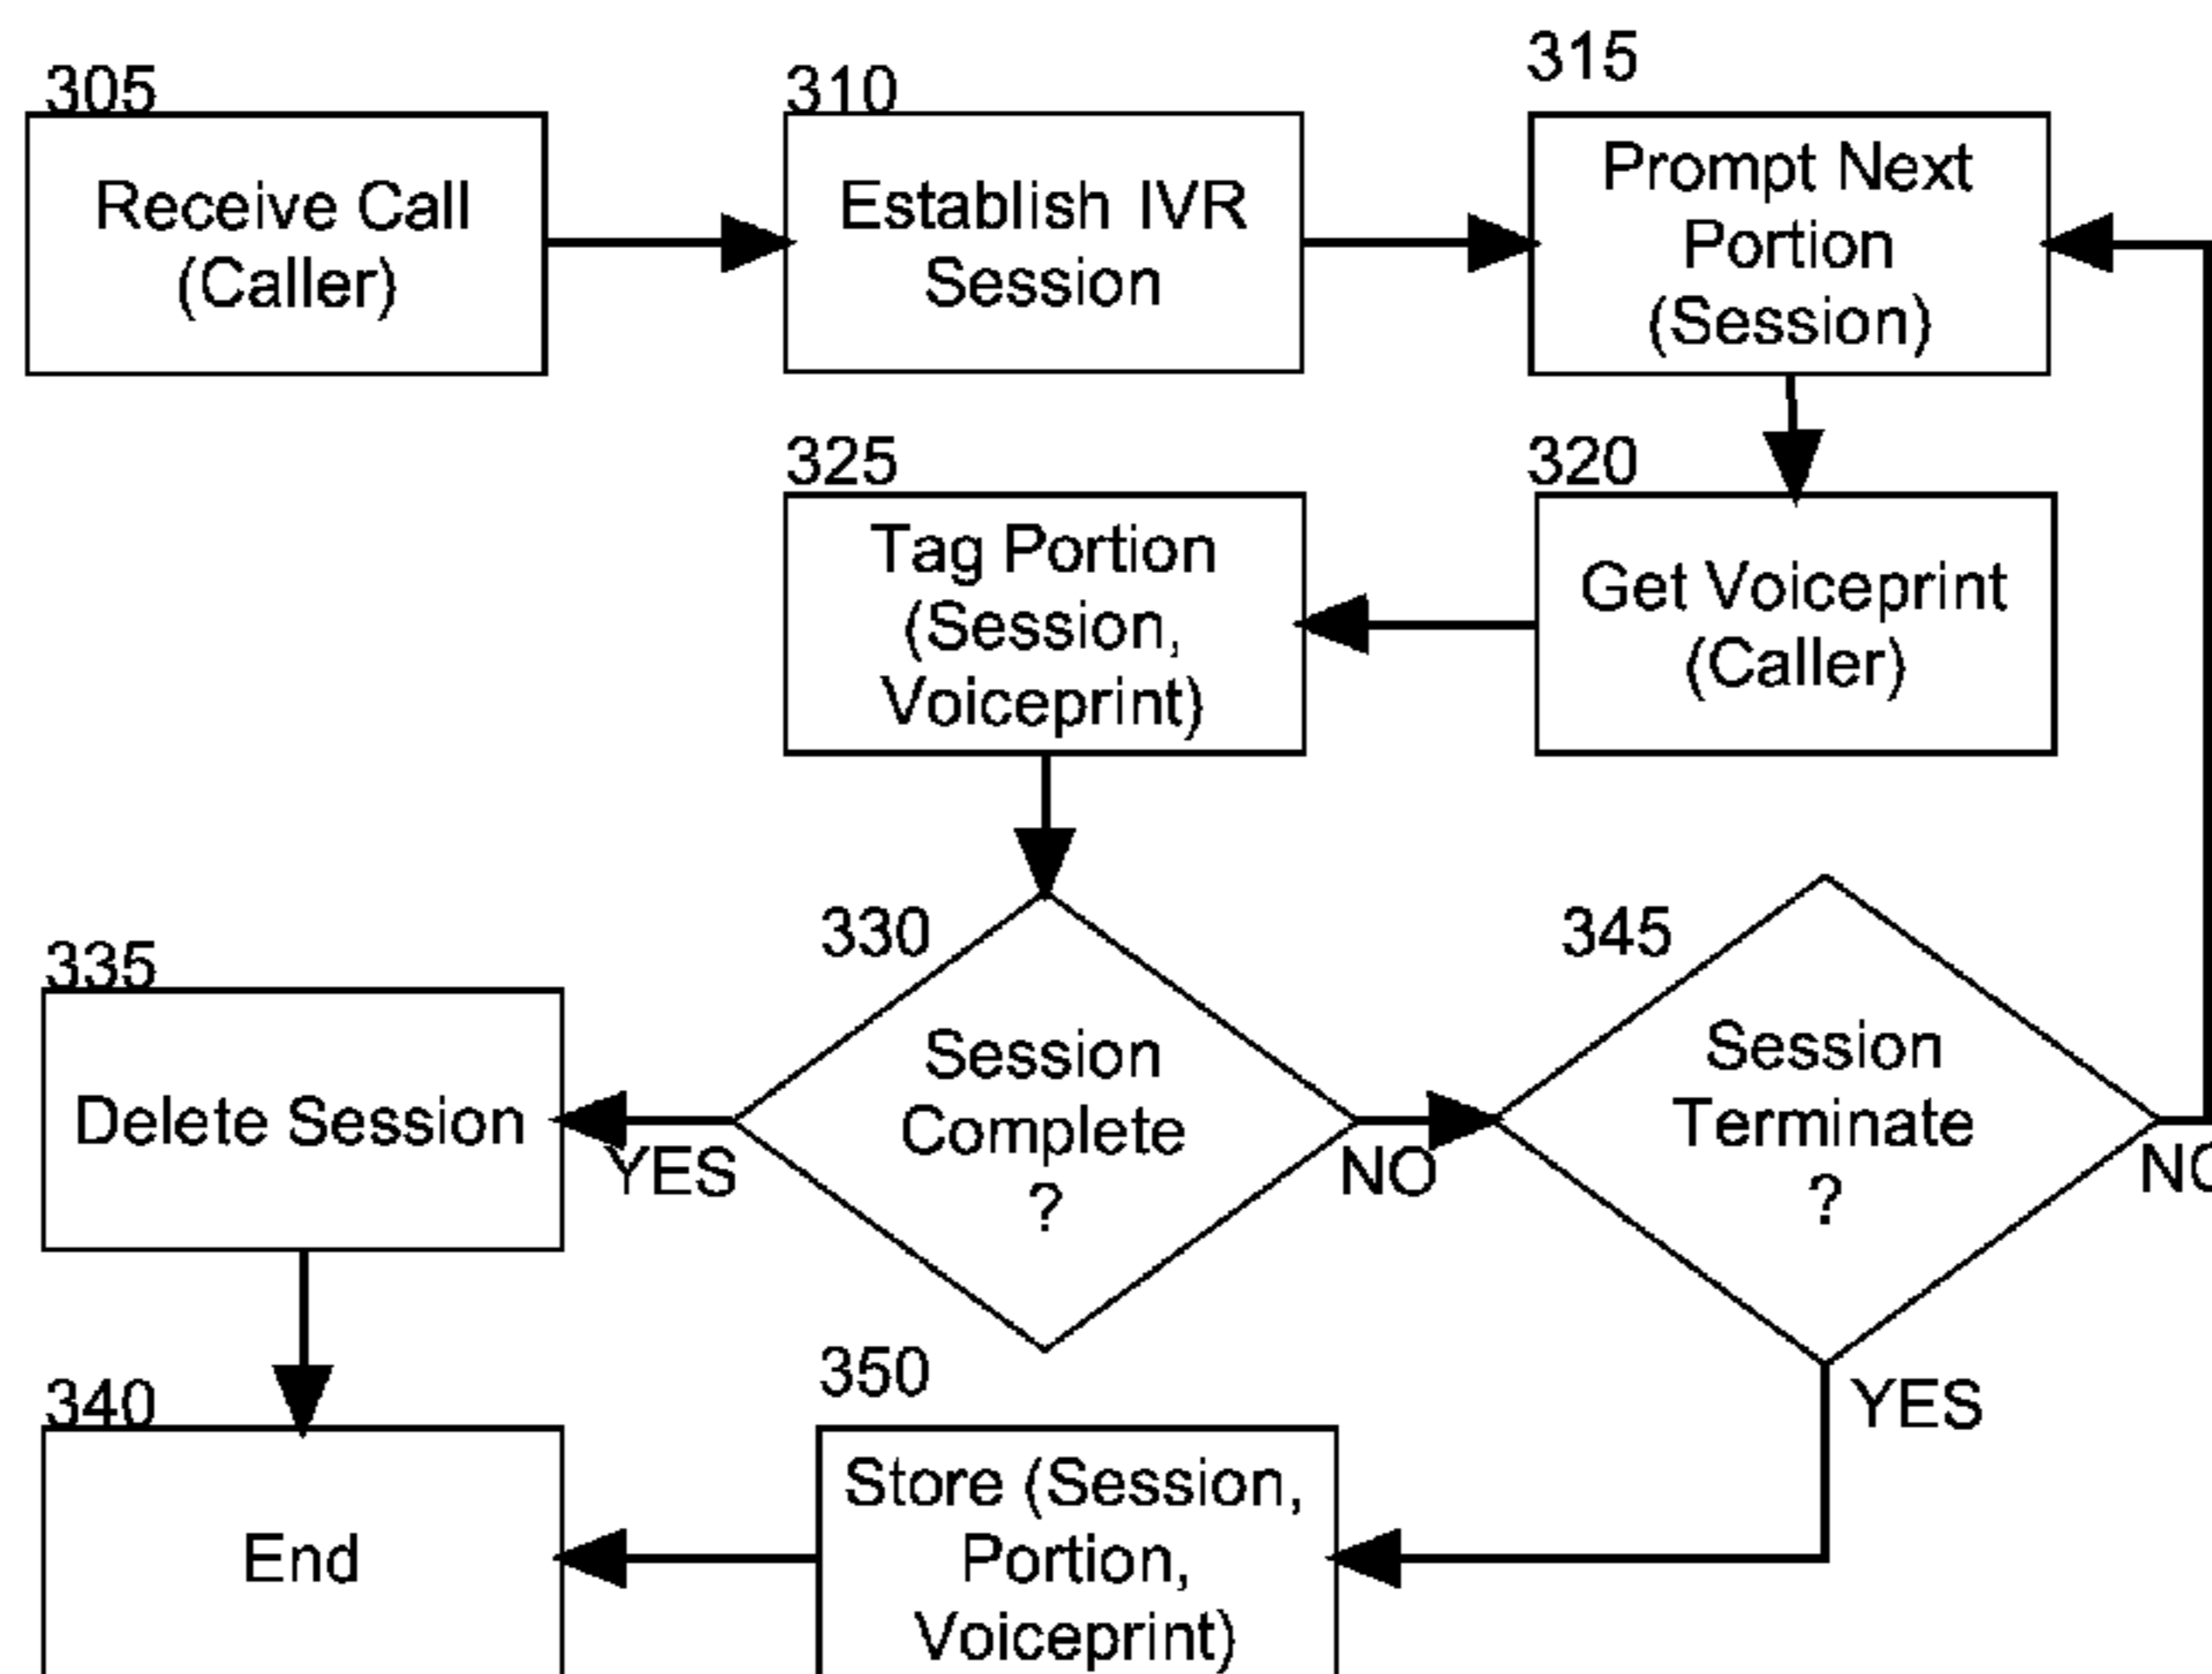 305
Receive Call
(Caller)
310
Establish IVR
Session
315
Prompt Next
Portion
(Session)
320
Get Voiceprint
(Caller)
325
Tag Portion
(Session,
Voiceprint)
330
Session
Complete
?
YES
NO
335
Delete Session
340
End
345
Session
Terminate
?
NO
YES
350
Store (Session,
Portion,
Voiceprint)